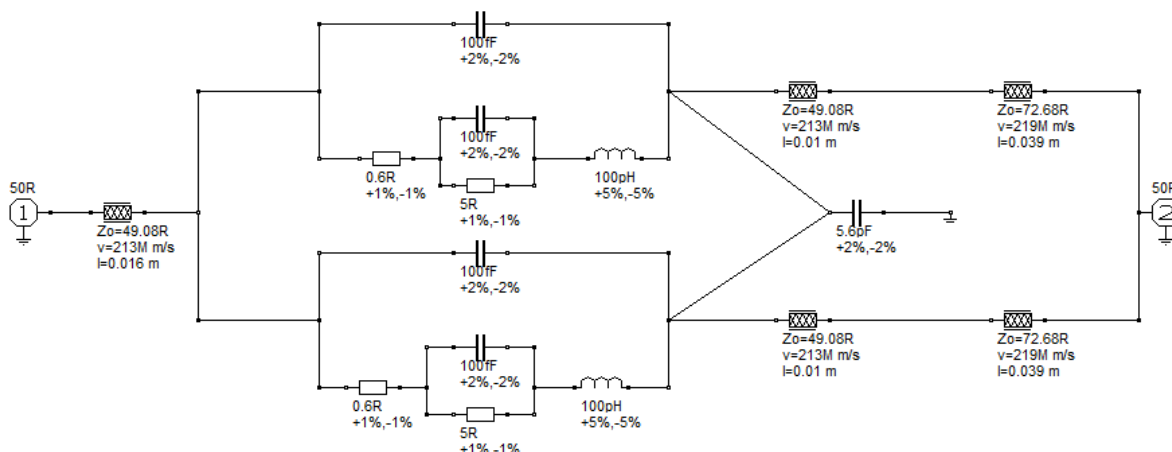 100fF
+2%,-2%
100fF
+2%,-2%
0.6R
+1%,-1%
5R
+1%,-1%
100pH
+5%,-5%
Zo=49.08R
v=213M m/s
l=0.01 m
Zo=72.68R
v=219M m/s
l=0.039 m
50R
1
Zo=49.08R
v=213M m/s
l=0.016 m
5.6pF
+2%,-2%
50R
2
100fF
+2%,-2%
100fF
+2%,-2%
0.6R
+1%,-1%
5R
+1%,-1%
100pH
+5%,-5%
Zo=49.08R
v=213M m/s
l=0.01 m
Zo=72.68R
v=219M m/s
l=0.039 m